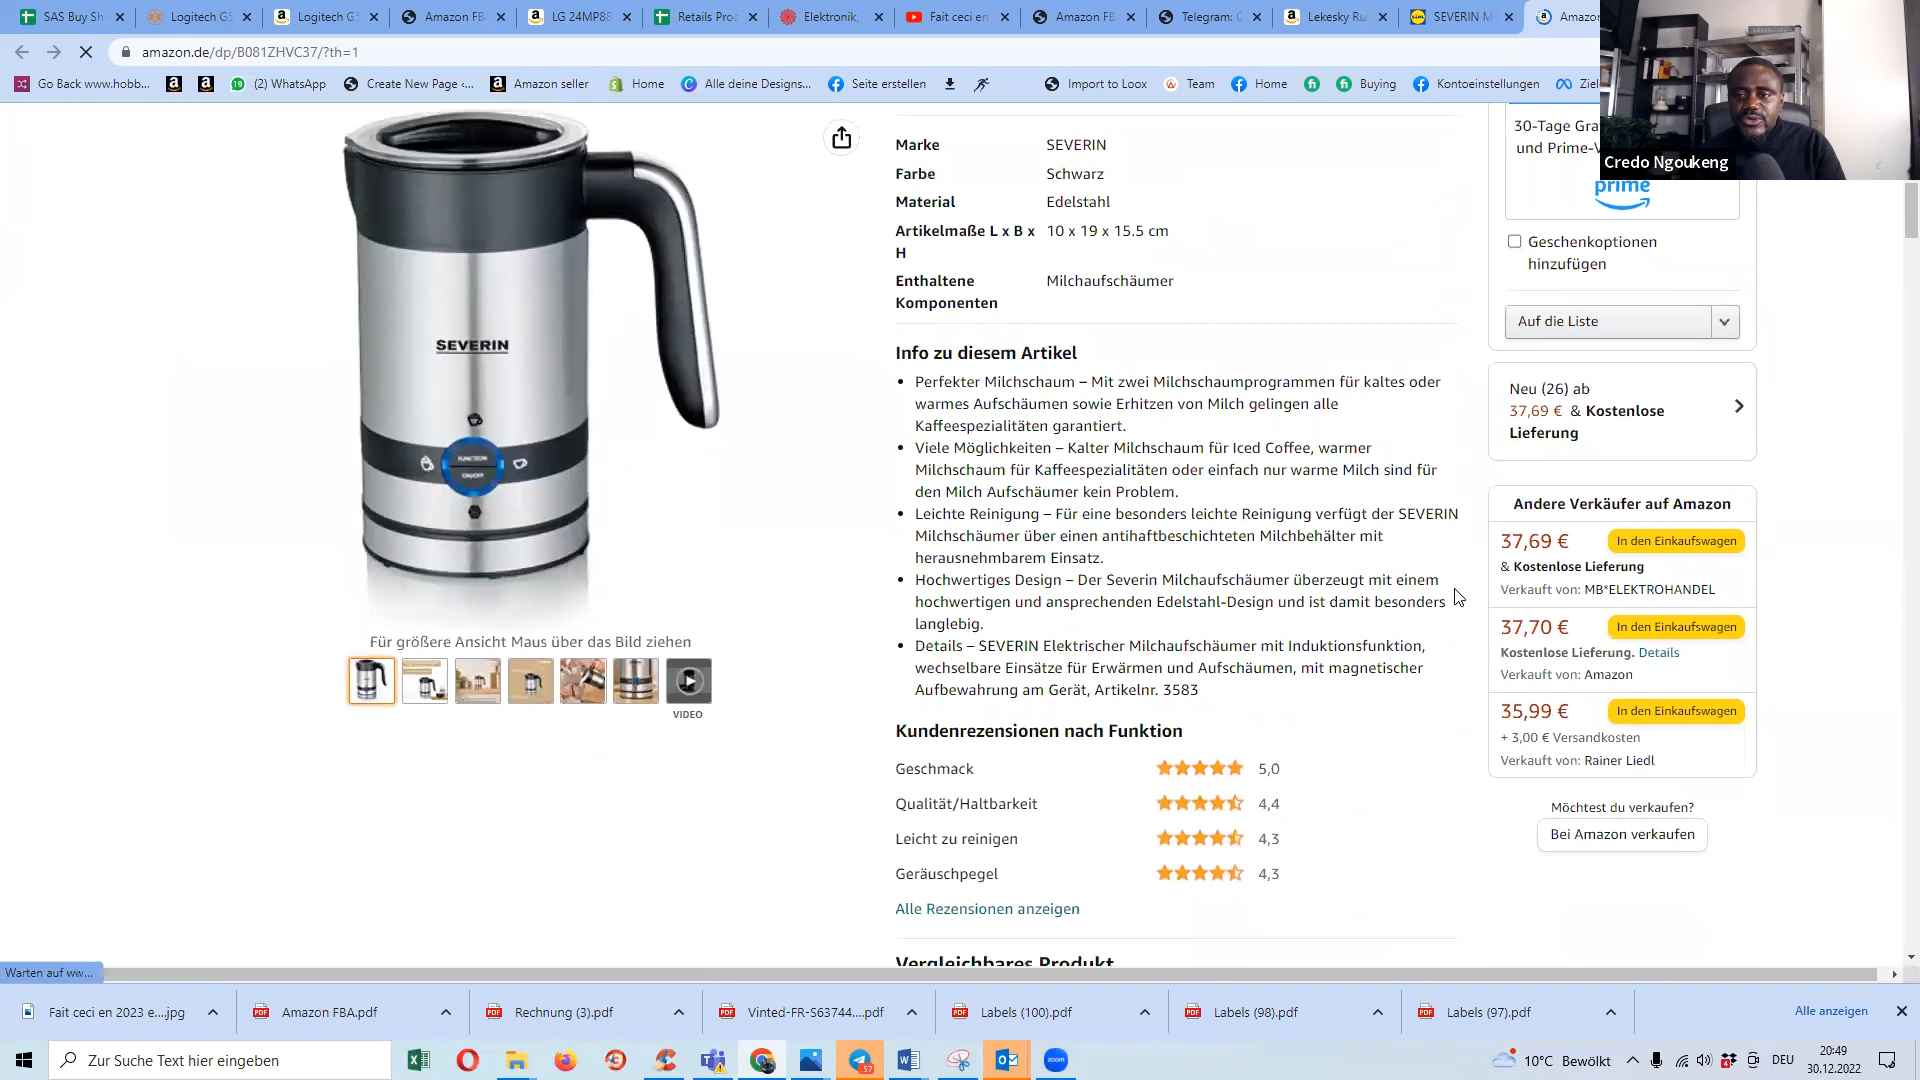 SAS Buy Sh
Logitech G5
Logitech G5
Amazon FB
LG 24MP88
Retails Pro
Elektronik,
Fait ceci en
Amazon FB
Telegram: C
Lekesky Ru
SEVERIN M
Amazo
amazon.de/dp/B081ZHVC37/?th=1
Go Back www.hobb...
(2) WhatsApp
Create New Page ‹...
Amazon seller
Home
Alle deine Designs...
Seite erstellen
Import to Loox
Team
Home
Buying
Kontoeinstellungen
Ziel
Credo Ngoukeng
Marke SEVERIN
Farbe Schwarz
Material Edelstahl
Artikelmaße L x B x 10 x 19 x 15.5 cm
H
Enthaltene Milchaufschäumer
Komponenten
Info zu diesem Artikel
Perfekter Milchschaum – Mit zwei Milchschaumprogrammen für kaltes oder
warmes Aufschäumen sowie Erhitzen von Milch gelingen alle
Kaffeespezialitäten garantiert.
Viele Möglichkeiten – Kalter Milchschaum für Iced Coffee, warmer
Milchschaum für Kaffeespezialitäten oder einfach nur warme Milch sind für
den Milch Aufschäumer kein Problem.
Leichte Reinigung – Für eine besonders leichte Reinigung verfügt der SEVERIN
Milchschäumer über einen antihaftbeschichteten Milchbehälter mit
herausnehmbarem Einsatz.
Hochwertiges Design – Der Severin Milchaufschäumer überzeugt mit einem
hochwertigen und ansprechenden Edelstahl-Design und ist damit besonders
langlebig.
Details – SEVERIN Elektrischer Milchaufschäumer mit Induktionsfunktion,
wechselbare Einsätze für Erwärmen und Aufschäumen, mit magnetischer
Aufbewahrung am Gerät, Artikelnr. 3583
Kundenrezensionen nach Funktion
Geschmack 5,0
Qualität/Haltbarkeit 4,4
Leicht zu reinigen 4,3
Geräuschpegel 4,3
Alle Rezensionen anzeigen
Vergleichbares Produkt
SEVERIN
FUNCTION
ON/OFF
Für größere Ansicht Maus über das Bild ziehen
VIDEO
30-Tage Gra
und Prime-V
prime
Geschenkoptionen
hinzufügen
Auf die Liste
Neu (26) ab
37,69 € & Kostenlose
Lieferung
Andere Verkäufer auf Amazon
37,69 € In den Einkaufswagen
& Kostenlose Lieferung
Verkauft von: MB*ELEKTROHANDEL
37,70 € In den Einkaufswagen
Kostenlose Lieferung. Details
Verkauft von: Amazon
35,99 € In den Einkaufswagen
+ 3,00 € Versandkosten
Verkauft von: Rainer Liedl
Möchtest du verkaufen?
Bei Amazon verkaufen
Warten auf ww...
Fait ceci en 2023 e....jpg
Amazon FBA.pdf
Rechnung (3).pdf
Vinted-FR-S63744....pdf
Labels (100).pdf
Labels (98).pdf
Labels (97).pdf
Alle anzeigen
Zur Suche Text hier eingeben
10°C Bewölkt
DEU
20:49
30.12.2022